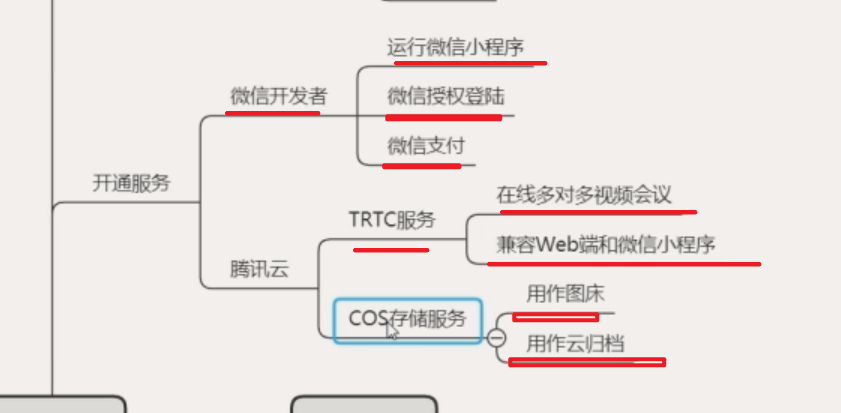 开通服务
微信开发者
运行微信小程序
微信授权登陆
微信支付
腾讯云
TRTC服务
在线多对多视频会议
兼容Web端和微信小程序
COS存储服务
用作图床
用作云归档